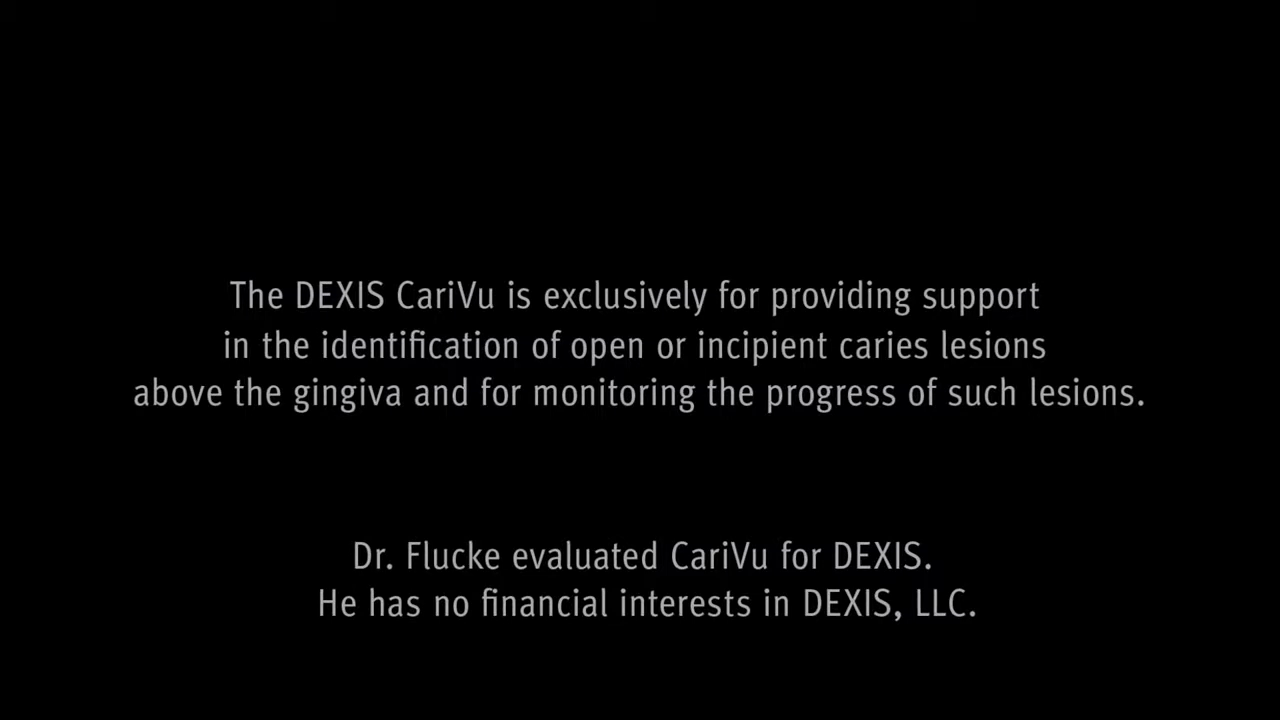 The DEXIS CariVu is exclusively for providing support
in the identification of open or incipient caries lesions
above the gingiva and for monitoring the progress of such lesions.
Dr. Flucke evaluated CariVu for DEXIS.
He has no financial interests in DEXIS, LLC.